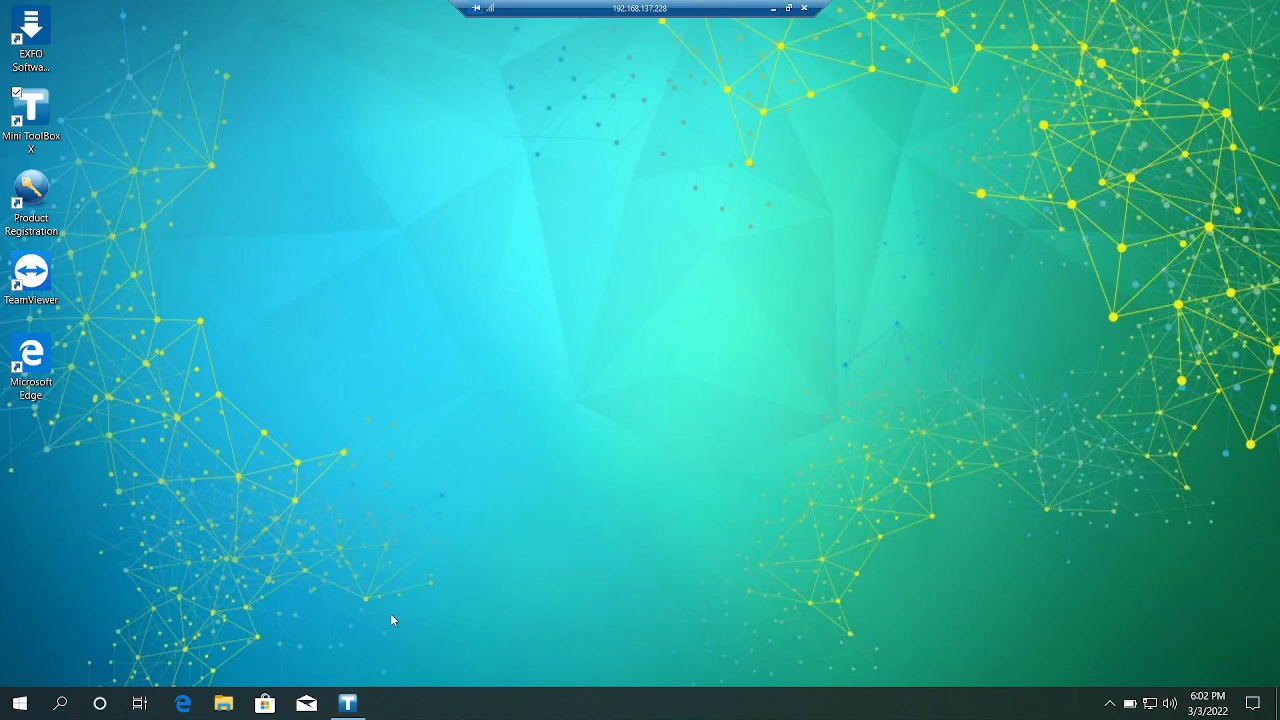 192.168.137.228
EXFO
Softwa...
T
Mini ToolBox
X
Product
Registration
TeamViewer
Microsoft
Edge
T
6:02 PM
3/3/2022